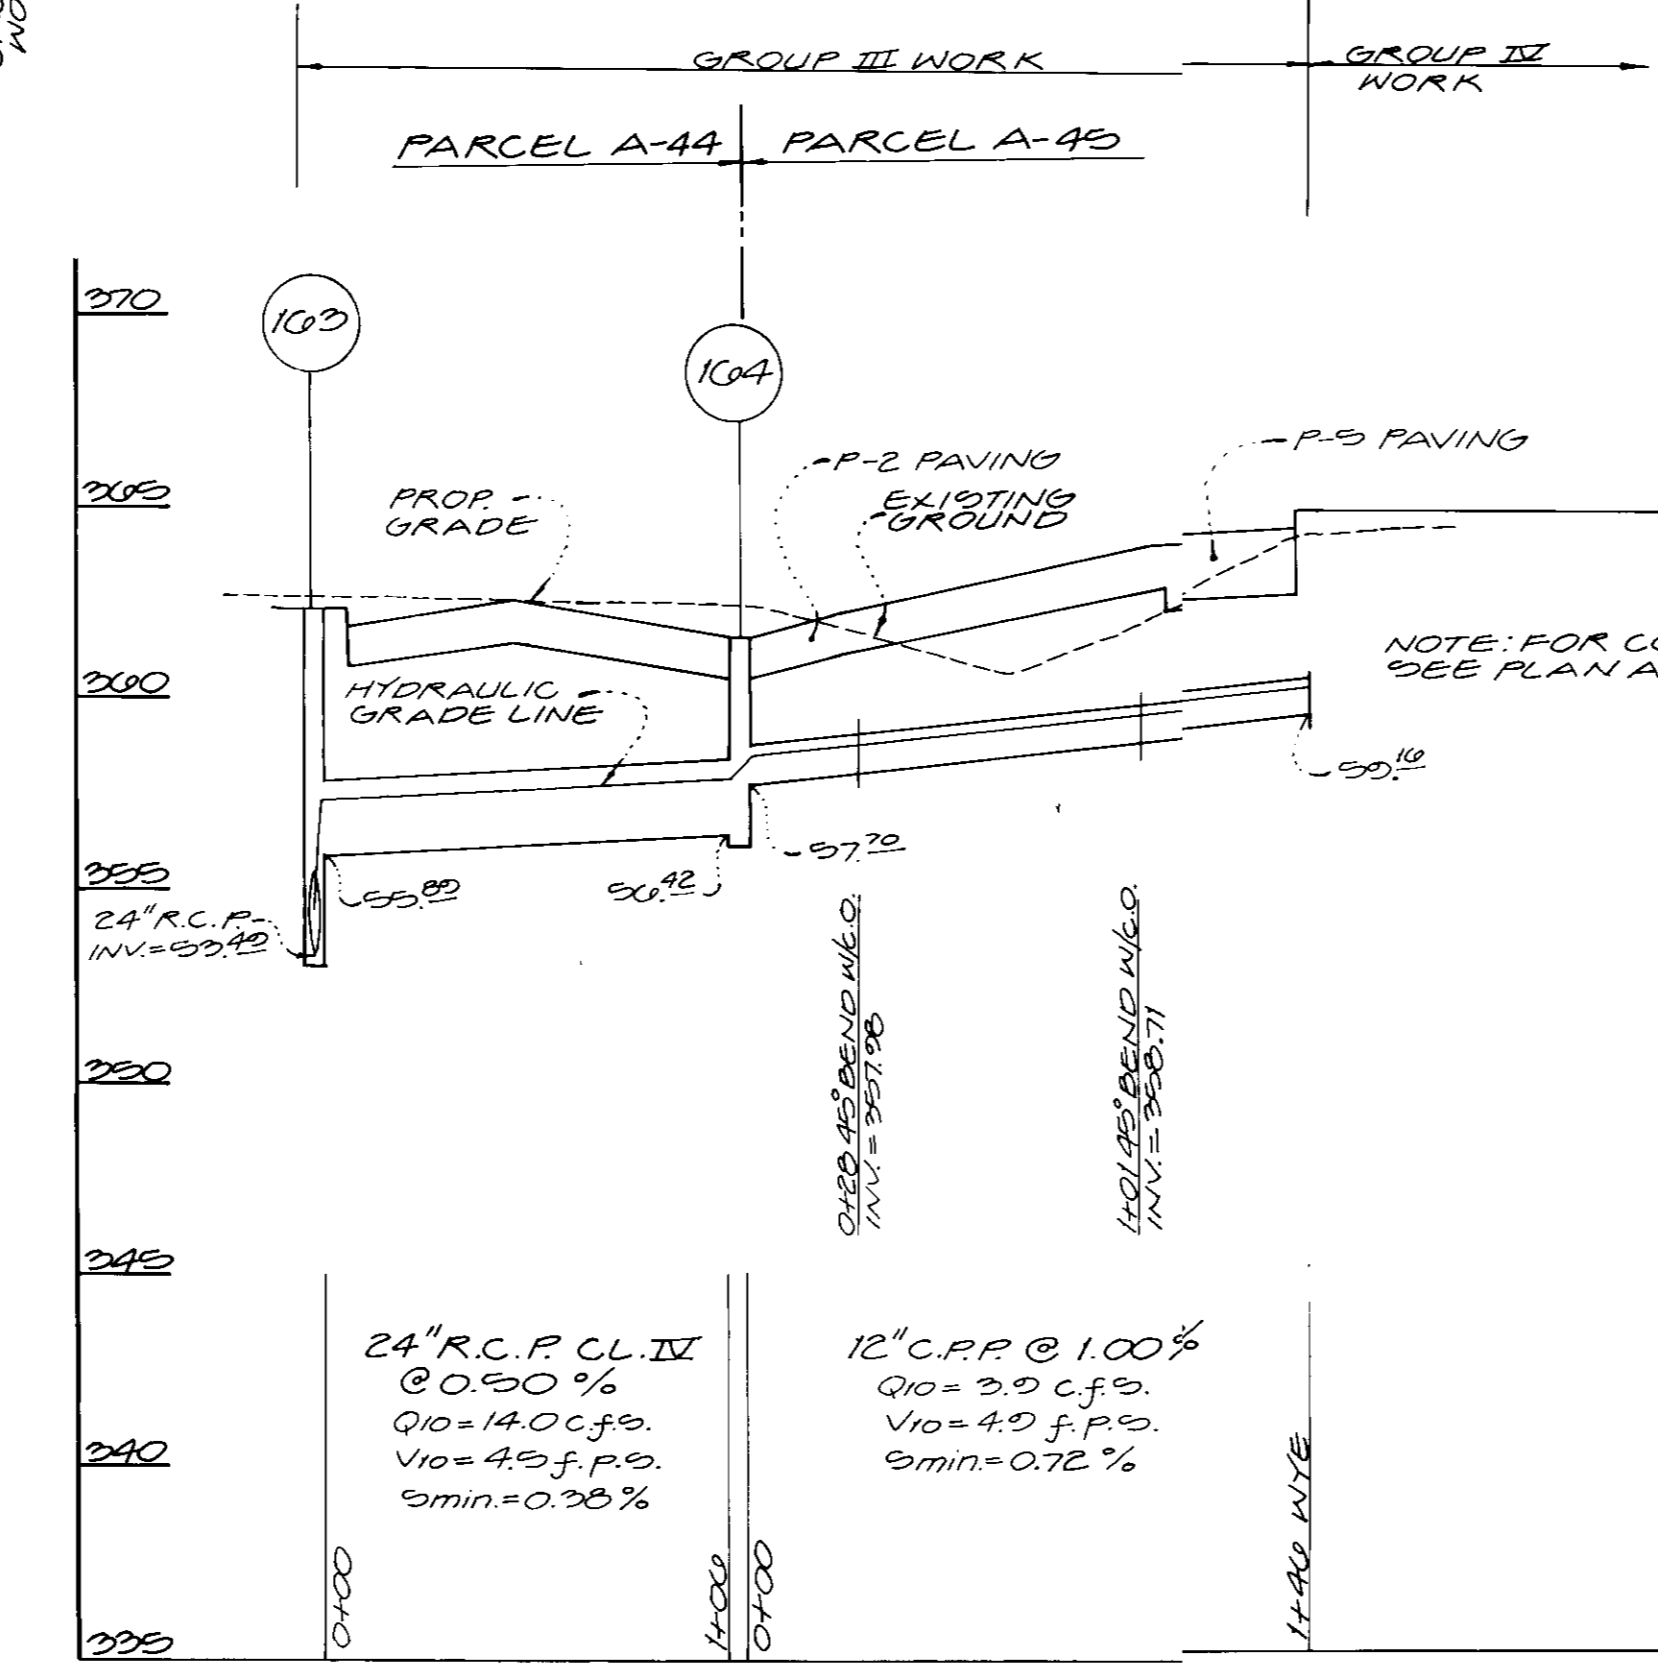 GROUP III WORK
GROUP IV
WORK
PARCEL A-44
PARCEL A-45
370
163
164
P-5 PAVING
P-2 PAVING
365
PROP.
GRADE
EXISTING
GROUND
360
HYDRAULIC
GRADE LINE
NOTE: FOR CO
SEE PLAN A
59.16
57.70
355
55.89
56.42
24" R.C.P.
INV.=53.49
350
0+28 45° BEND W/C.O.
INV. = 357.98
1+01 45° BEND W/C.O.
INV. = 358.71
345
24" R.C.P. CL. IV
@ 0.50 %
Q10 = 14.0 c.f.s.
V10 = 4.5 f.p.s.
Smin. = 0.38 %
12" C.P.P. @ 1.00 %
Q10 = 3.9 c.f.s.
V10 = 4.9 f.p.s.
Smin. = 0.72 %
340
335
0+00
1+06
0+00
1+46 WYE